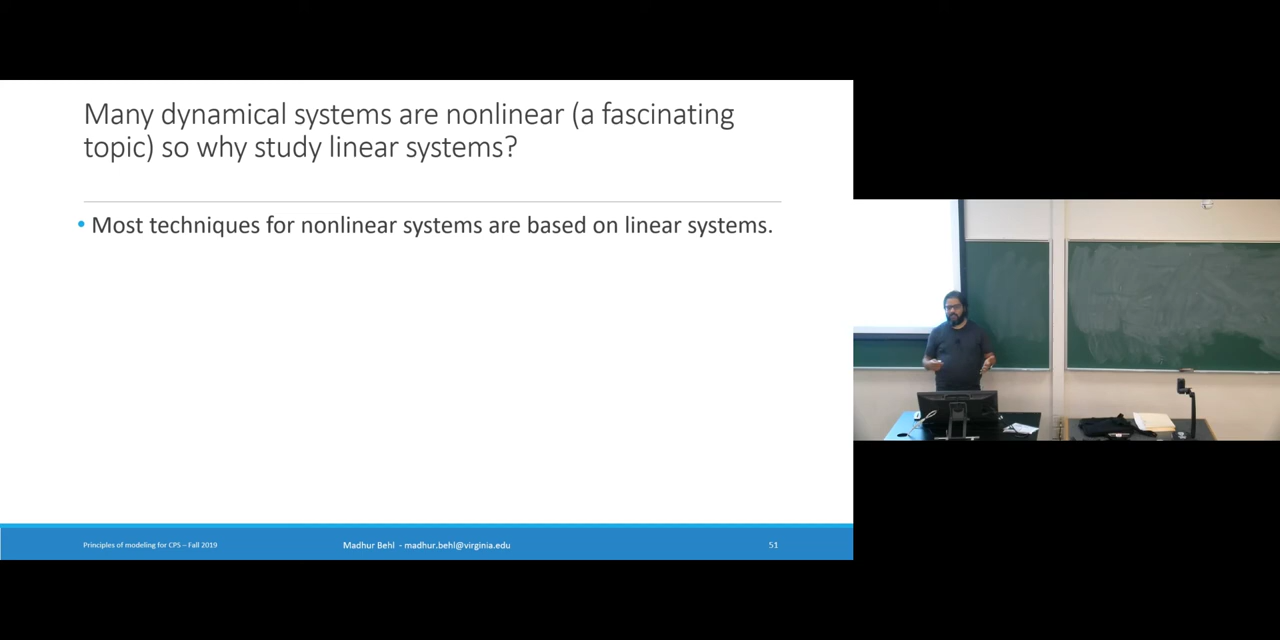 Many dynamical systems are nonlinear (a fascinating
topic) so why study linear systems?
• Most techniques for nonlinear systems are based on linear systems.
Principles of modeling for CPS – Fall 2019
Madhur Behl - madhur.behl@virginia.edu
51